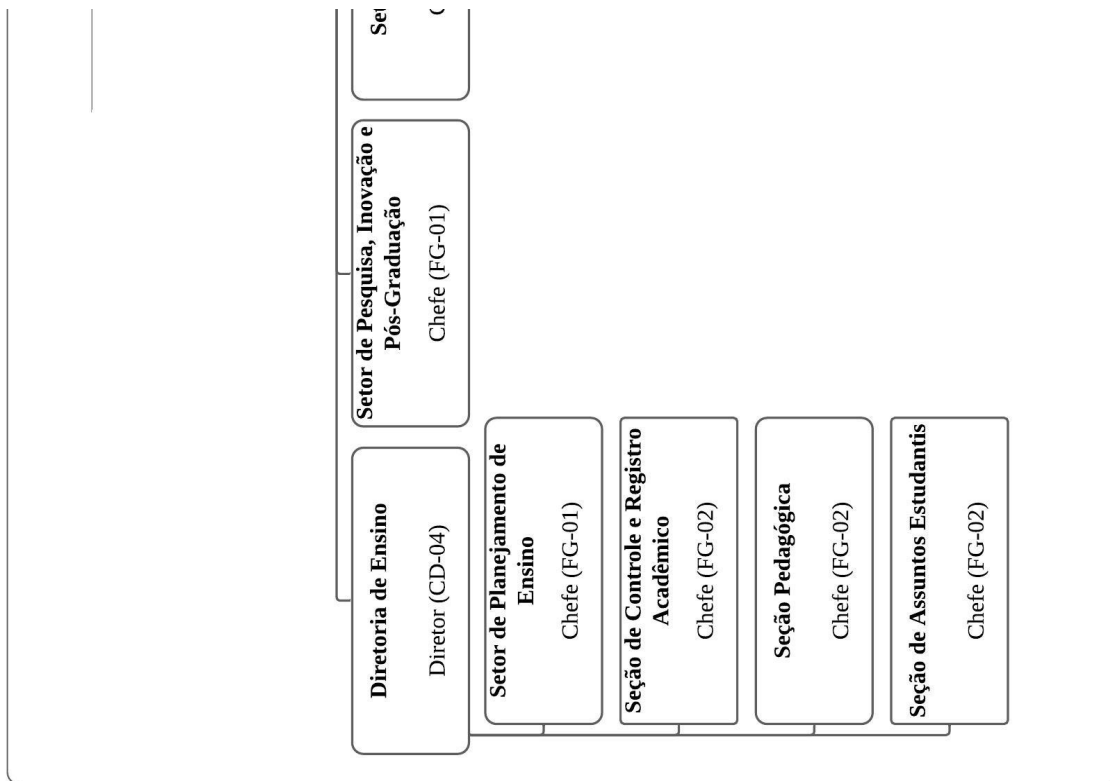 Diretoria de Ensino
Diretor (CD-04)
Setor de Planejamento de
Ensino
Chefe (FG-01)
Seção de Controle e Registro
Acadêmico
Chefe (FG-02)
Seção Pedagógica
Chefe (FG-02)
Seção de Assuntos Estudantis
Chefe (FG-02)
Setor de Pesquisa, Inovação e
Pós-Graduação
Chefe (FG-01)